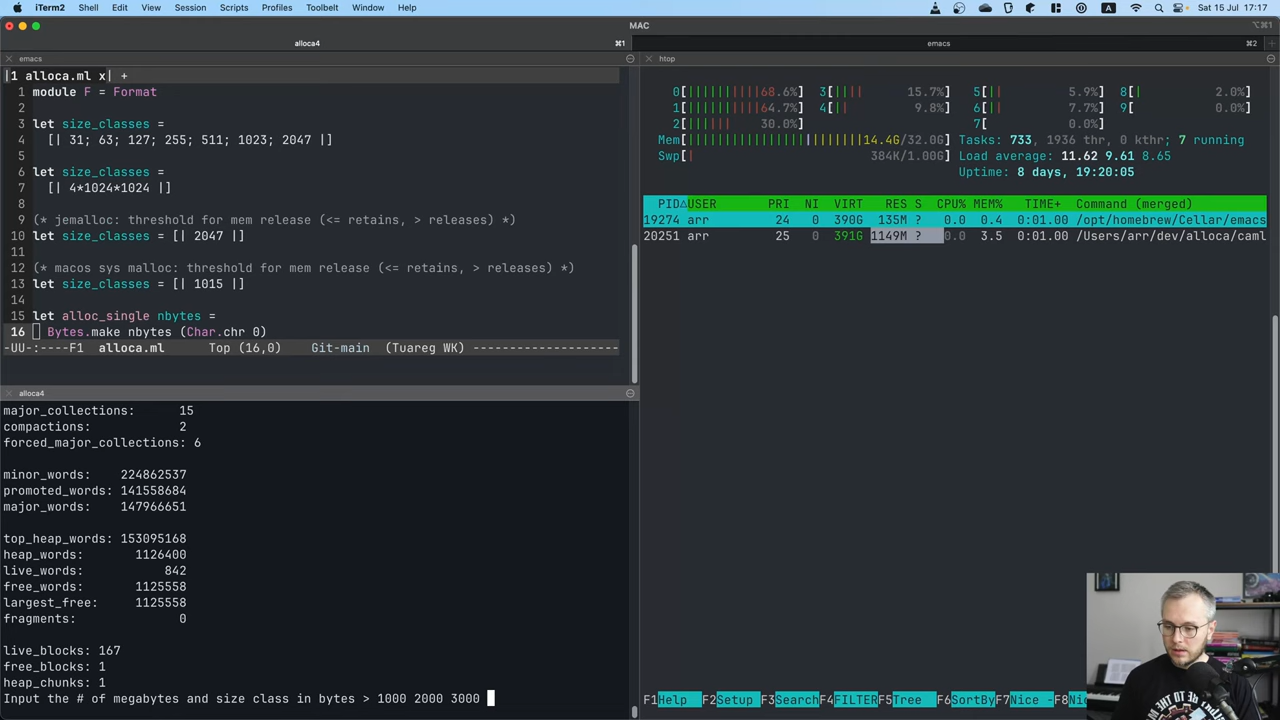 iTerm2 Shell Edit View Session Scripts Profiles Toolbelt Window Help A Sat 15 Jul 17:17
MAC ⌥⌘1
alloca4 ⌘1
emacs ⌘2 +
emacs
|1 alloca.ml x| +
1 module F = Format
2
3 let size_classes =
4 [| 31; 63; 127; 255; 511; 1023; 2047 |]
5
6 let size_classes =
7 [| 4*1024*1024 |]
8
9 (* jemalloc: threshold for mem release (<= retains, > releases) *)
10 let size_classes = [| 2047 |]
11
12 (* macos sys malloc: threshold for mem release (<= retains, > releases) *)
13 let size_classes = [| 1015 |]
14
15 let alloc_single nbytes =
16 Bytes.make nbytes (Char.chr 0)
-UU-:----F1 alloca.ml Top (16,0) Git-main (Tuareg WK) -------------------
alloca4
major_collections: 15
compactions: 2
forced_major_collections: 6
minor_words: 224862537
promoted_words: 141558684
major_words: 147966651
top_heap_words: 153095168
heap_words: 1126400
live_words: 842
free_words: 1125558
largest_free: 1125558
fragments: 0
live_blocks: 167
free_blocks: 1
heap_chunks: 1
Input the # of megabytes and size class in bytes > 1000 2000 3000
htop
0[||||||||||68.6%] 3[|||| 15.7%] 5[|| 5.9%] 8[| 2.0%]
1[||||||||||64.7%] 4[|| 9.8%] 6[|| 7.7%] 9[ 0.0%]
2[||||| 30.0%] 7[ 0.0%]
Mem[||||||||||||||||||||||||14.4G/32.0G] Tasks: 733, 1936 thr, 0 kthr; 7 running
Swp[| 384K/1.00G] Load average: 11.62 9.61 8.65
Uptime: 8 days, 19:20:05
PID△USER PRI NI VIRT RES S CPU% MEM% TIME+ Command (merged)
19274 arr 24 0 390G 135M ? 0.0 0.4 0:01.00 /opt/homebrew/Cellar/emacs
20251 arr 25 0 391G 1149M ? 0.0 3.5 0:01.00 /Users/arr/dev/alloca/caml
F1Help F2Setup F3SearchF4FILTERF5Tree F6SortByF7Nice -F8Ni